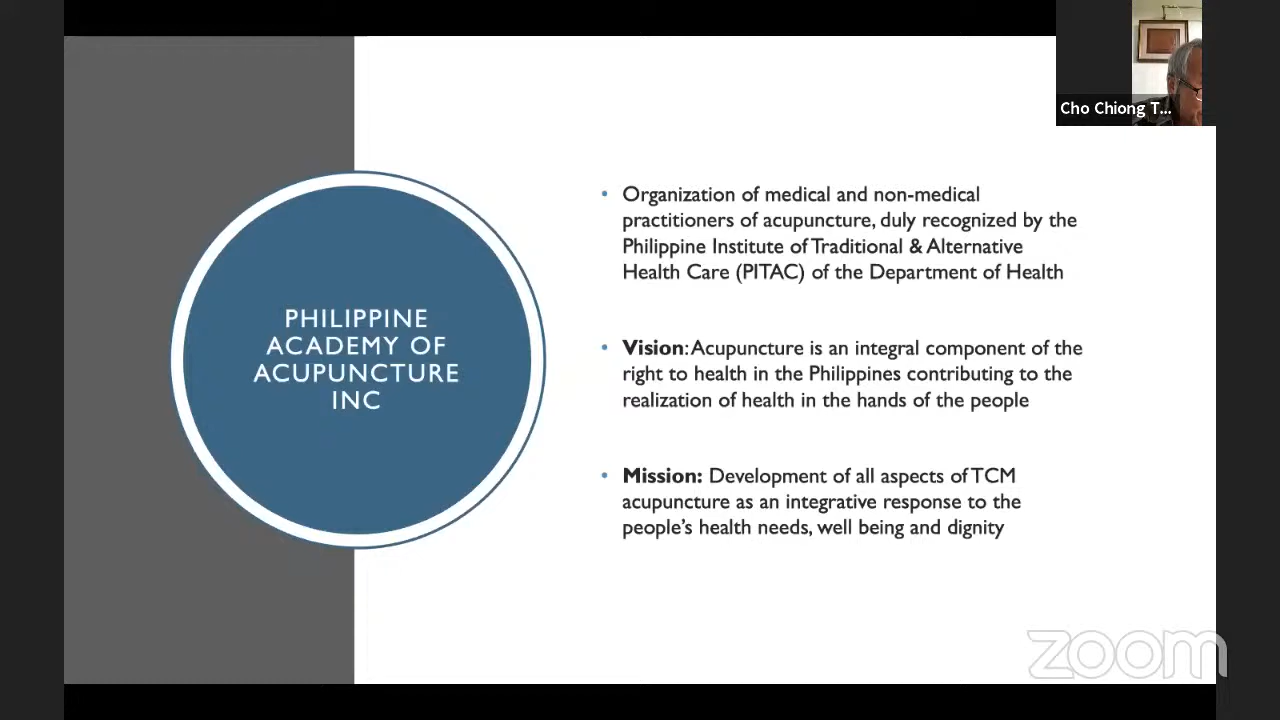 Cho Chiong T...
PHILIPPINE
ACADEMY OF
ACUPUNCTURE
INC
• Organization of medical and non-medical
practitioners of acupuncture, duly recognized by the
Philippine Institute of Traditional & Alternative
Health Care (PITAC) of the Department of Health
• Vision: Acupuncture is an integral component of the
right to health in the Philippines contributing to the
realization of health in the hands of the people
• Mission: Development of all aspects of TCM
acupuncture as an integrative response to the
people's health needs, well being and dignity
zoom